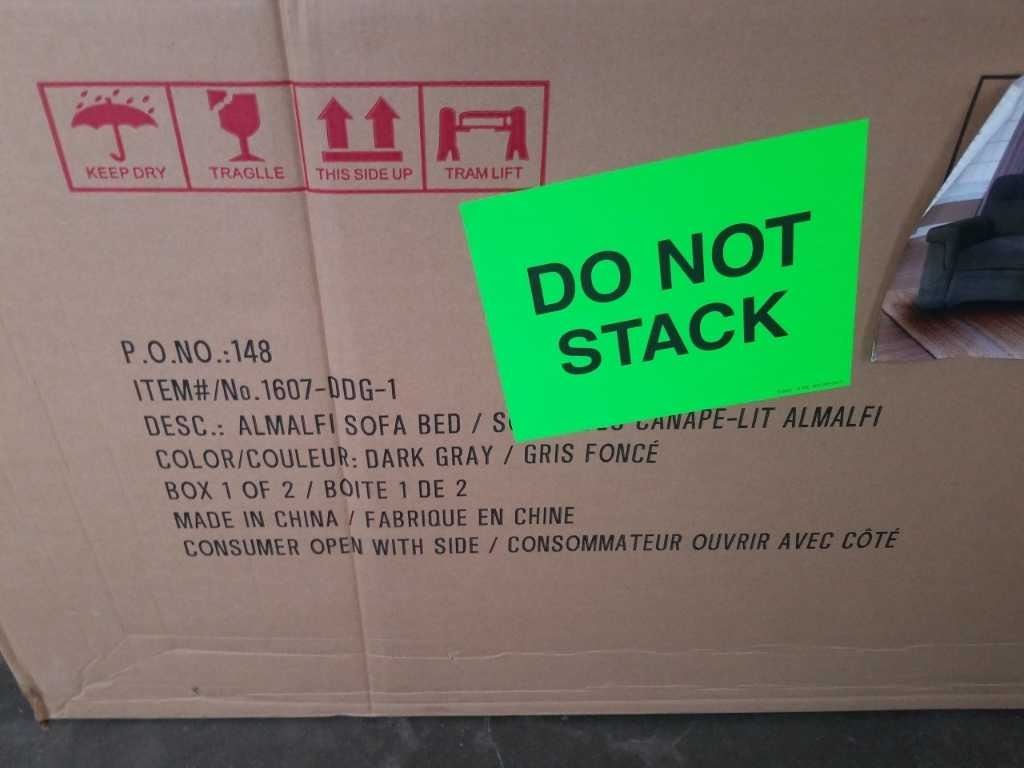 KEEP DRY
TRAGLLE
THIS SIDE UP
TRAM LIFT
DO NOT
STACK
P.O.NO.:148
ITEM#/No.1607-DDG-1
DESC.: ALMALFI SOFA BED / CANAPE-LIT ALMALFI
COLOR/COULEUR: DARK GRAY / GRIS FONCÉ
BOX 1 OF 2 / BOITE 1 DE 2
MADE IN CHINA / FABRIQUE EN CHINE
CONSUMER OPEN WITH SIDE / CONSOMMATEUR OUVRIR AVEC CÔTÉ